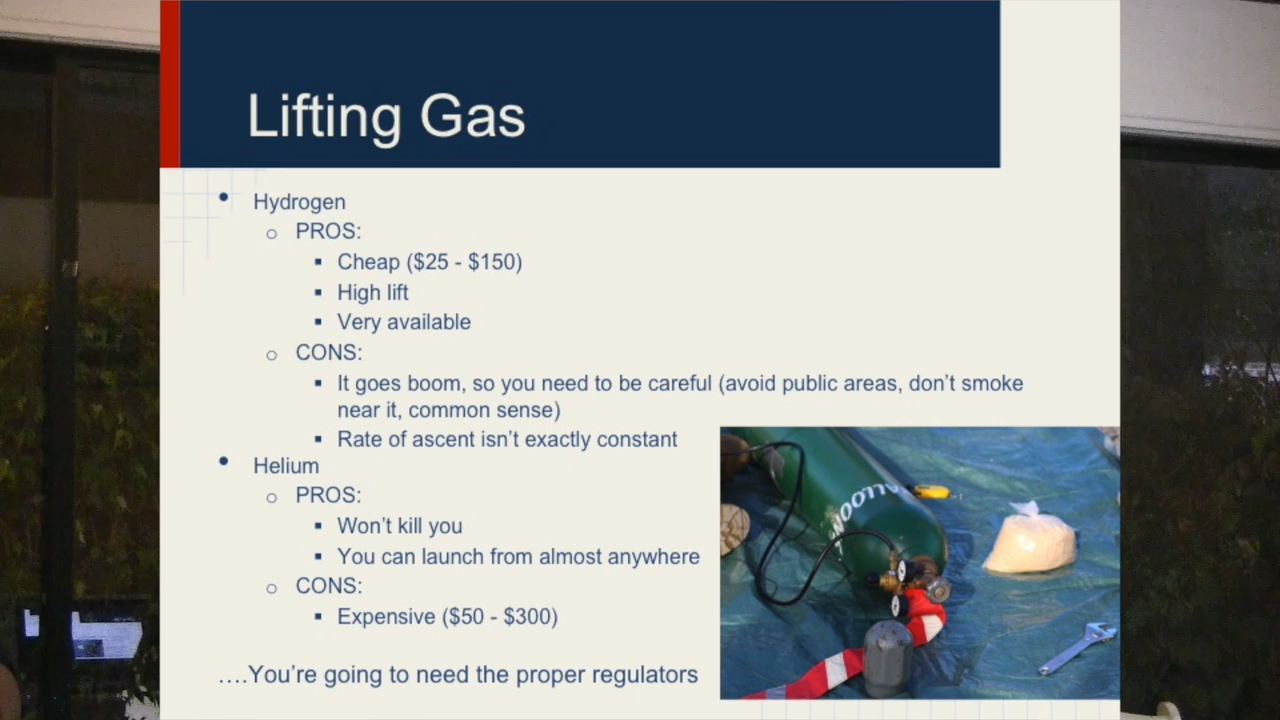 Lifting Gas
• Hydrogen
o PROS:
▪ Cheap ($25 - $150)
▪ High lift
▪ Very available
o CONS:
▪ It goes boom, so you need to be careful (avoid public areas, don't smoke
near it, common sense)
▪ Rate of ascent isn't exactly constant
• Helium
o PROS:
▪ Won't kill you
▪ You can launch from almost anywhere
o CONS:
▪ Expensive ($50 - $300)
….You're going to need the proper regulators